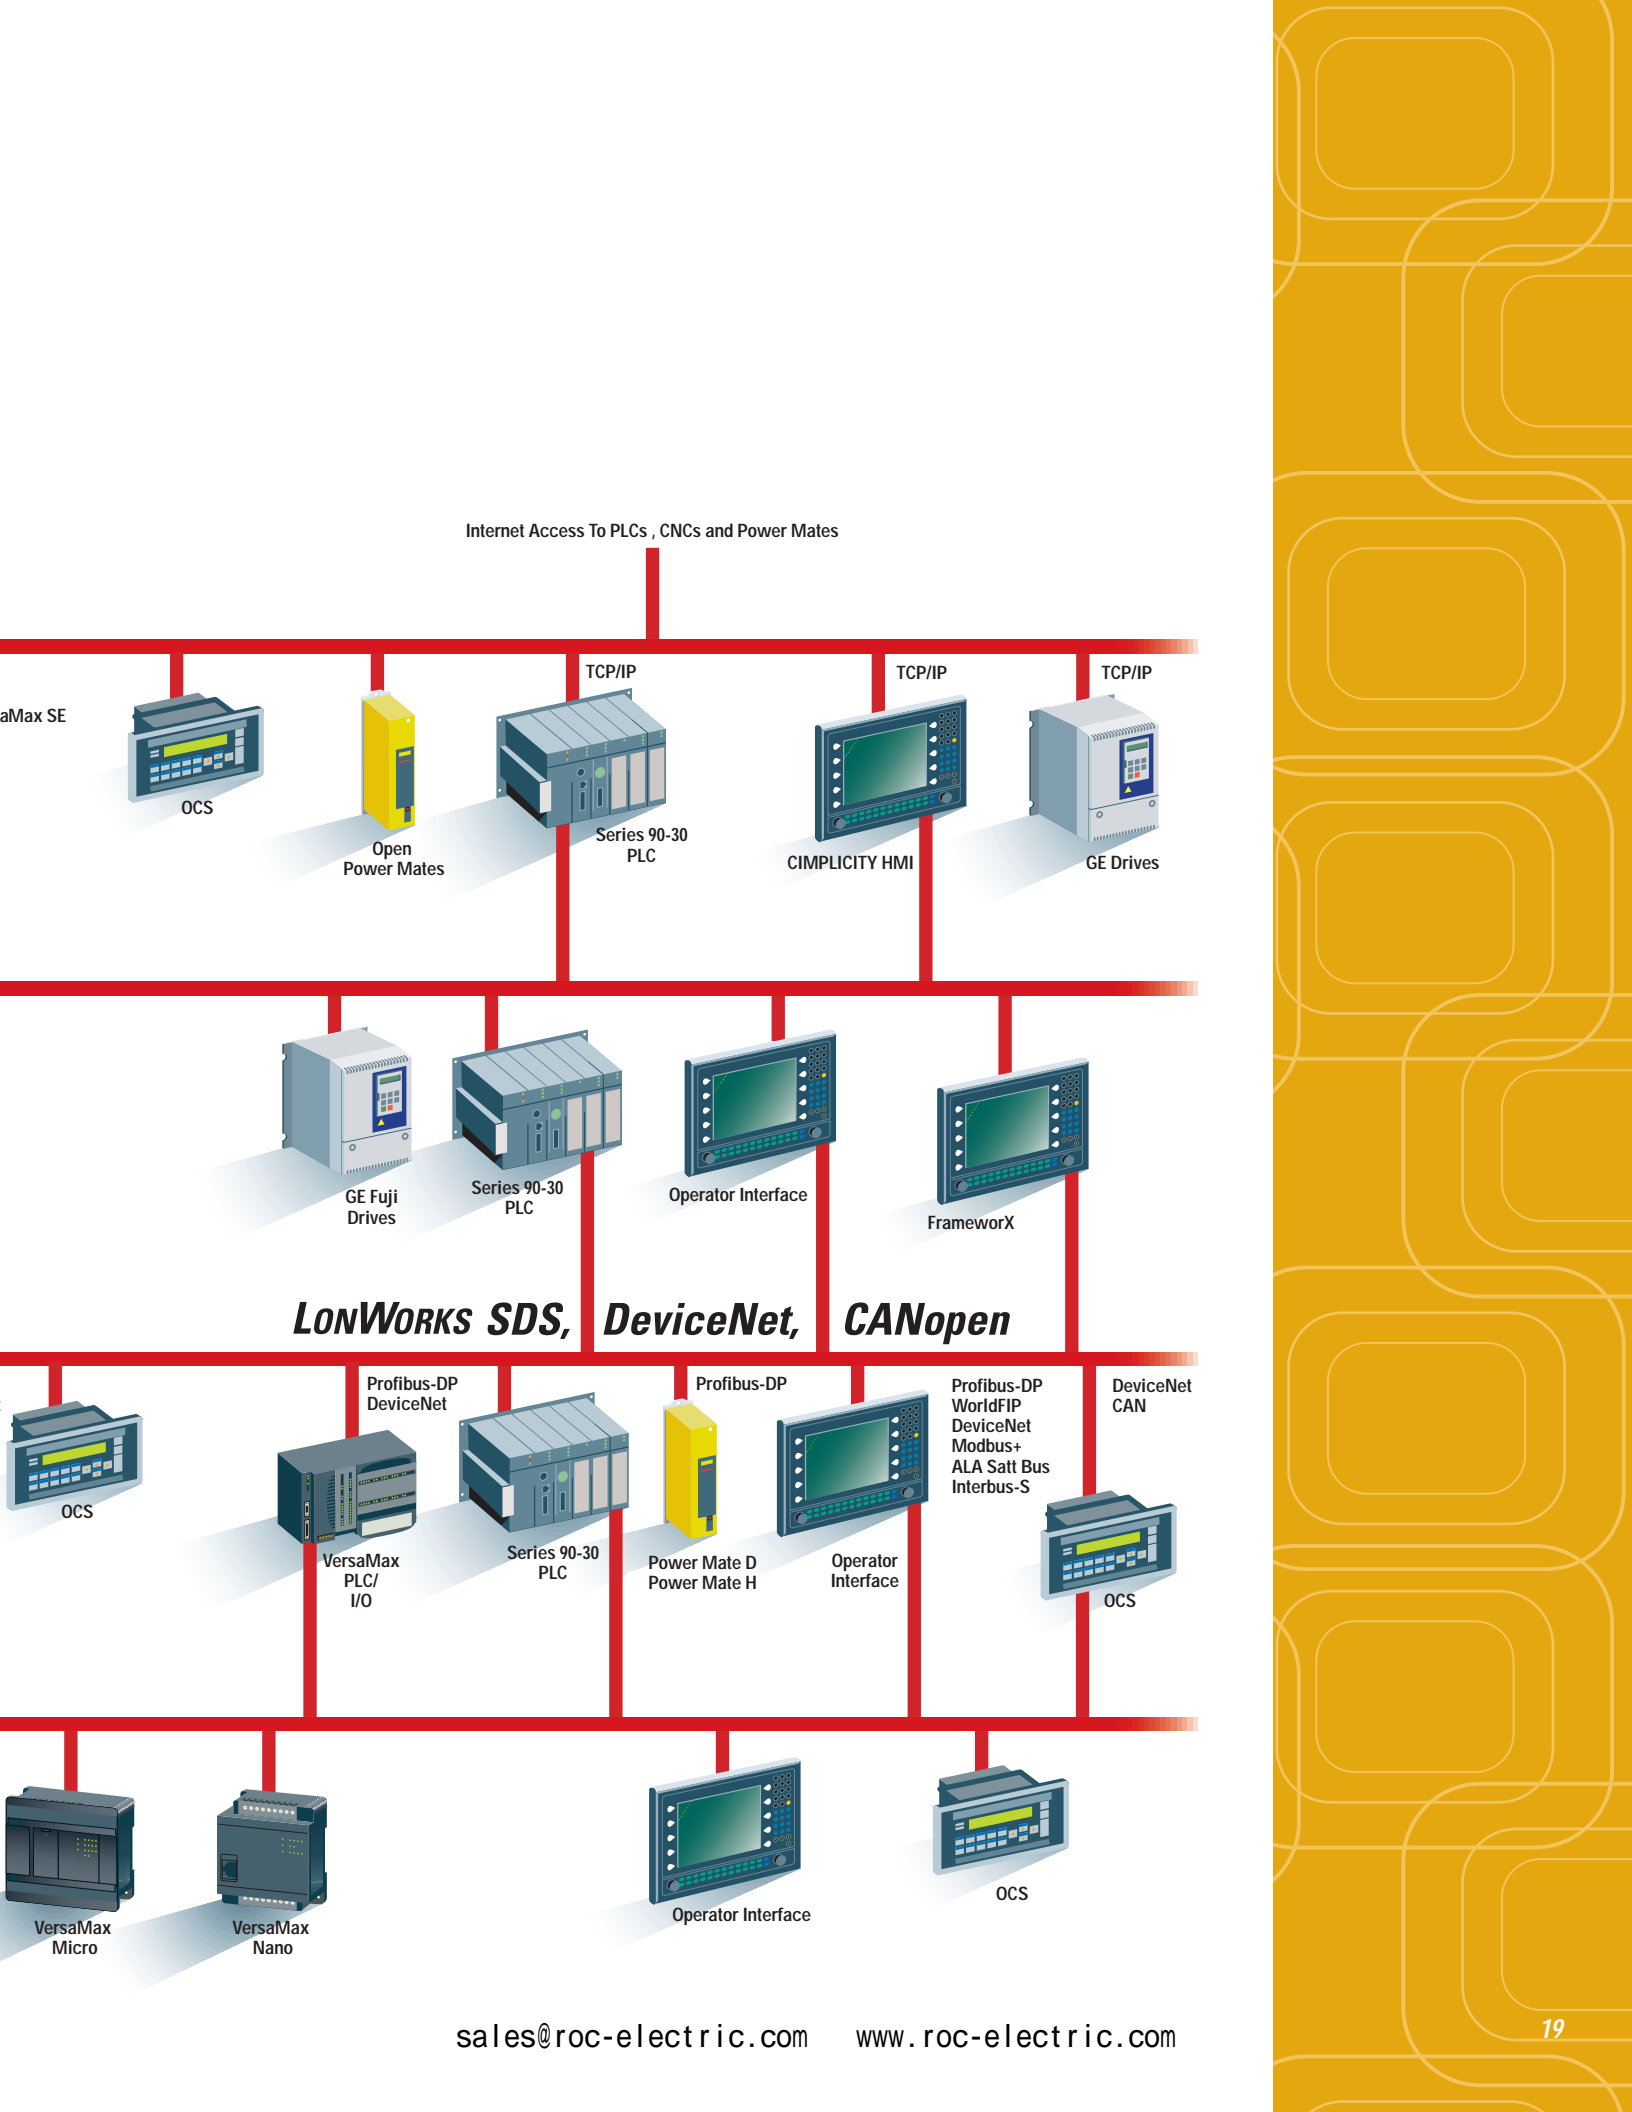 Internet Access To PLCs , CNCs and Power Mates
TCP/IP
TCP/IP
TCP/IP
aMax SE
OCS
Open
Power Mates
Series 90-30
PLC
CIMPLICITY HMI
GE Drives
GE Fuji
Drives
Series 90-30
PLC
Operator Interface
FrameworX
LONWORKS SDS, DeviceNet, CANopen
Profibus-DP
DeviceNet
Profibus-DP
Profibus-DP
WorldFIP
DeviceNet
Modbus+
ALA Satt Bus
Interbus-S
DeviceNet
CAN
OCS
VersaMax
PLC/
I/O
Series 90-30
PLC
Power Mate D
Power Mate H
Operator
Interface
OCS
VersaMax
Micro
VersaMax
Nano
Operator Interface
OCS
sales@roc-electric.com www.roc-electric.com
19